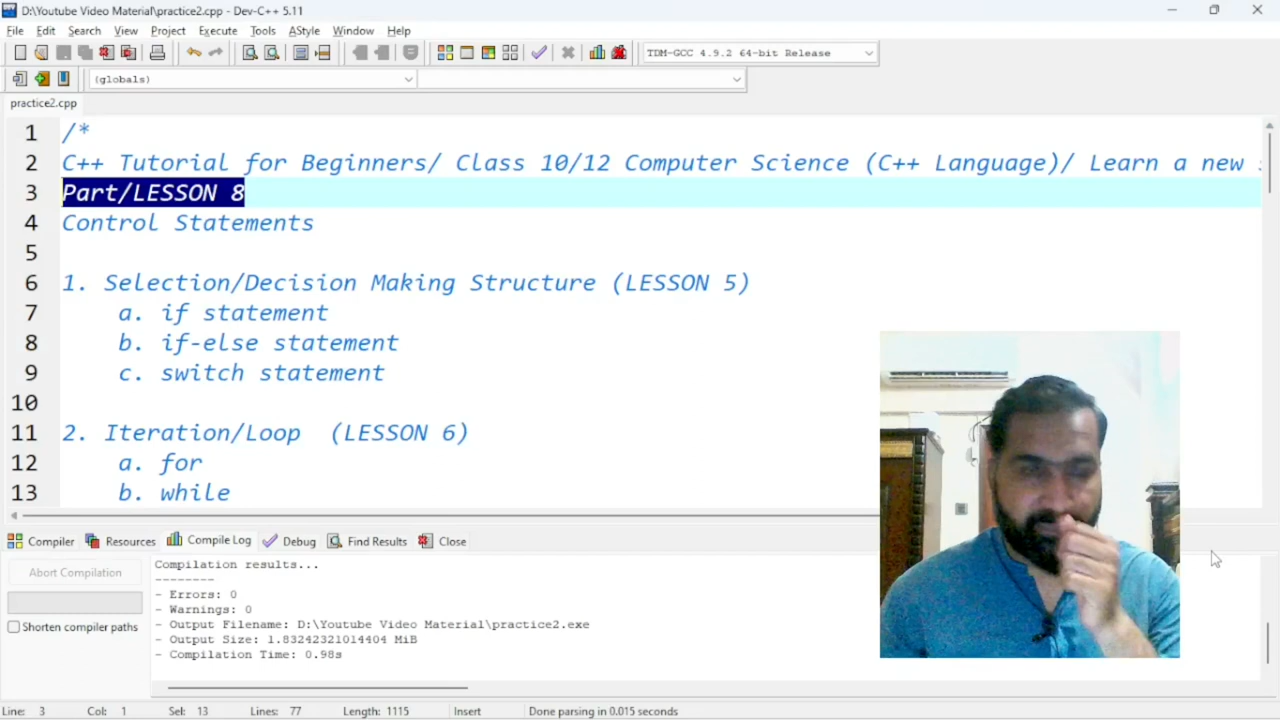 D:\Youtube Video Material\practice2.cpp - Dev-C++ 5.11
File Edit Search View Project Execute Tools AStyle Window Help
TDM-GCC 4.9.2 64-bit Release
(globals)
practice2.cpp
1 /*
2 C++ Tutorial for Beginners/ Class 10/12 Computer Science (C++ Language)/ Learn a new
3 Part/LESSON 8
4 Control Statements
5
6 1. Selection/Decision Making Structure (LESSON 5)
7 a. if statement
8 b. if-else statement
9 c. switch statement
10
11 2. Iteration/Loop (LESSON 6)
12 a. for
13 b. while
Compiler Resources Compile Log Debug Find Results Close
Abort Compilation
Shorten compiler paths
Compilation results...
--------
- Errors: 0
- Warnings: 0
- Output Filename: D:\Youtube Video Material\practice2.exe
- Output Size: 1.83242321014404 MiB
- Compilation Time: 0.98s
Line: 3 Col: 1 Sel: 13 Lines: 77 Length: 1115 Insert Done parsing in 0.015 seconds